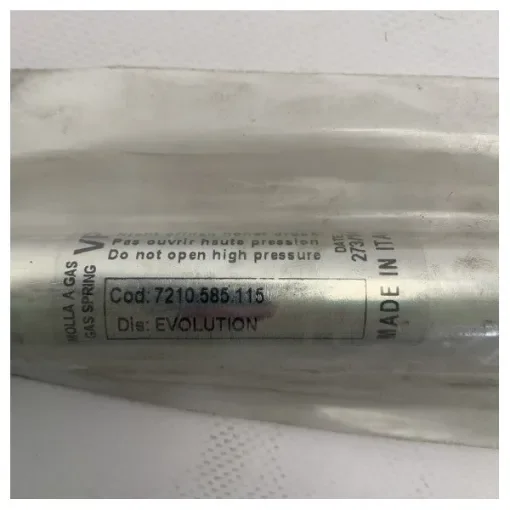 MOLLA A GAS
GAS SPRING
Pas ouvrir haute pression
Do not open high pressure
Cod: 7210.585.115
Dis: EVOLUTION
DATE
MADE IN ITA